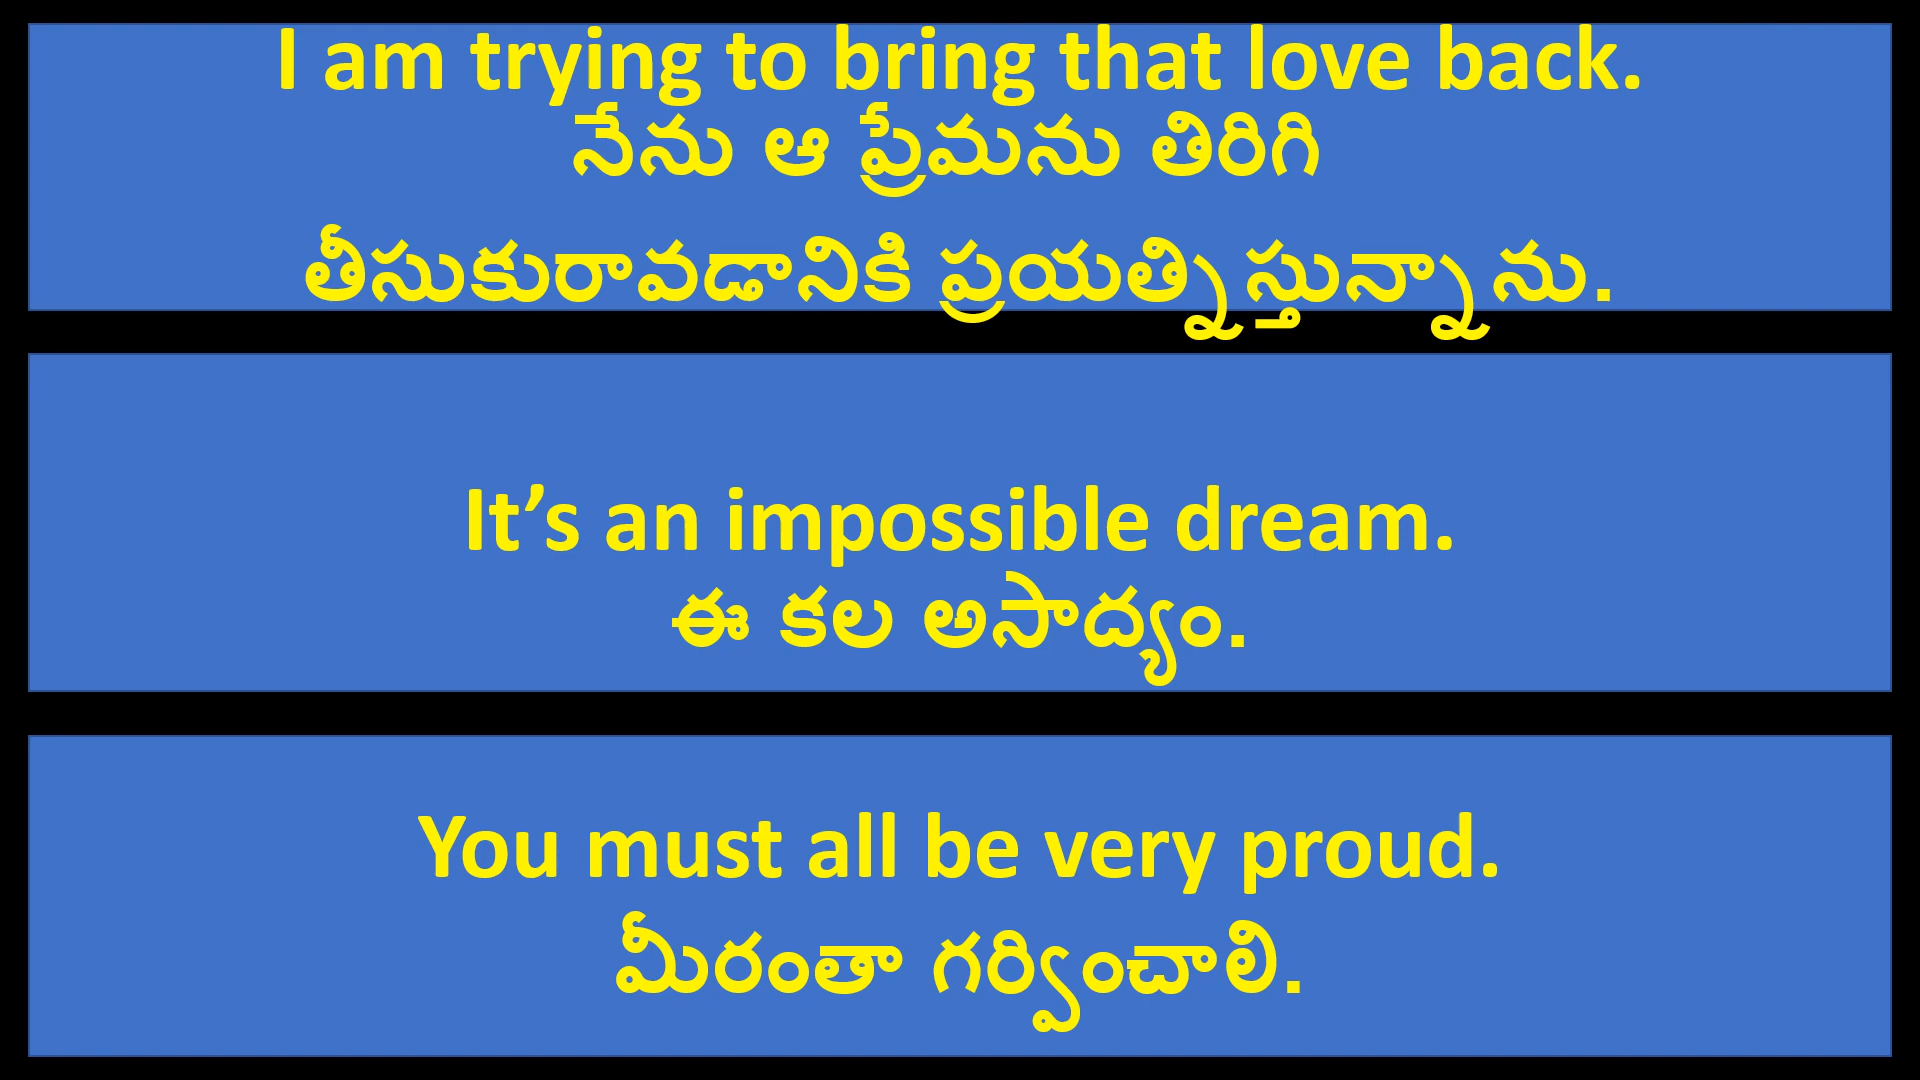 I am trying to bring that love back.
నేను ఆ ప్రేమను తిరిగి
తీసుకురావడానికి ప్రయత్నిస్తున్నాను.
It’s an impossible dream.
ఈ కల అసాద్యం.
You must all be very proud.
మీరంతా గర్వించాలి.